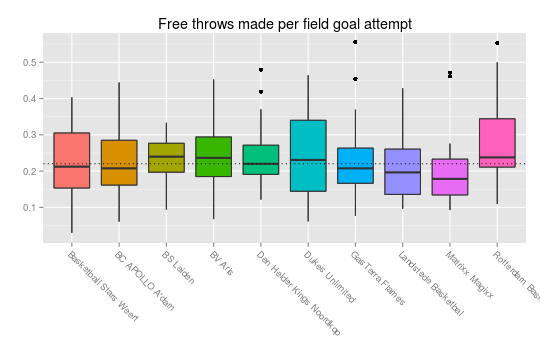 Free throws made per field goal attempt
0.5
0.4
0.3
0.2
0.1
Basketball Stars Weert
BC APOLLO A'dam
BS Leiden
BV Aris
Den Helder Kings Noordkop
Dukes Unlimited
GasTerra Flames
Landstede Basketbal
Matrixx Magixx
Rotterdam Bas